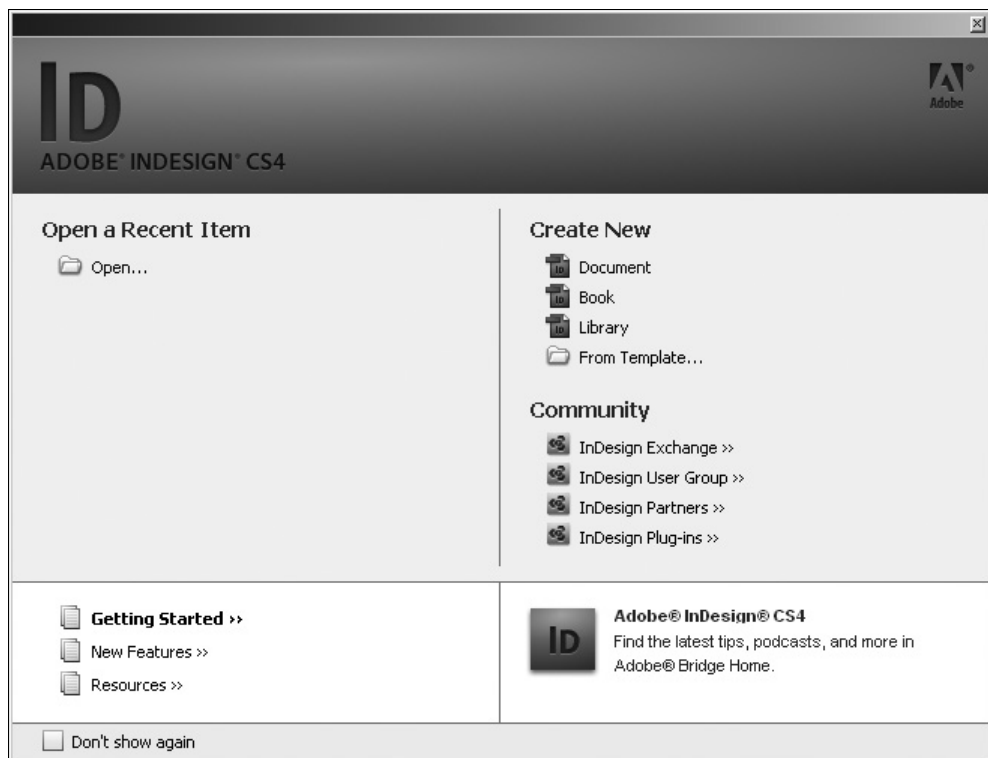 ID
ADOBE® INDESIGN® CS4
Adobe
Open a Recent Item
Open...
Create New
Document
Book
Library
From Template...
Community
InDesign Exchange >>
InDesign User Group >>
InDesign Partners >>
InDesign Plug-ins >>
Getting Started >>
New Features >>
Resources >>
ID
Adobe® InDesign® CS4
Find the latest tips, podcasts, and more in
Adobe® Bridge Home.
Don't show again